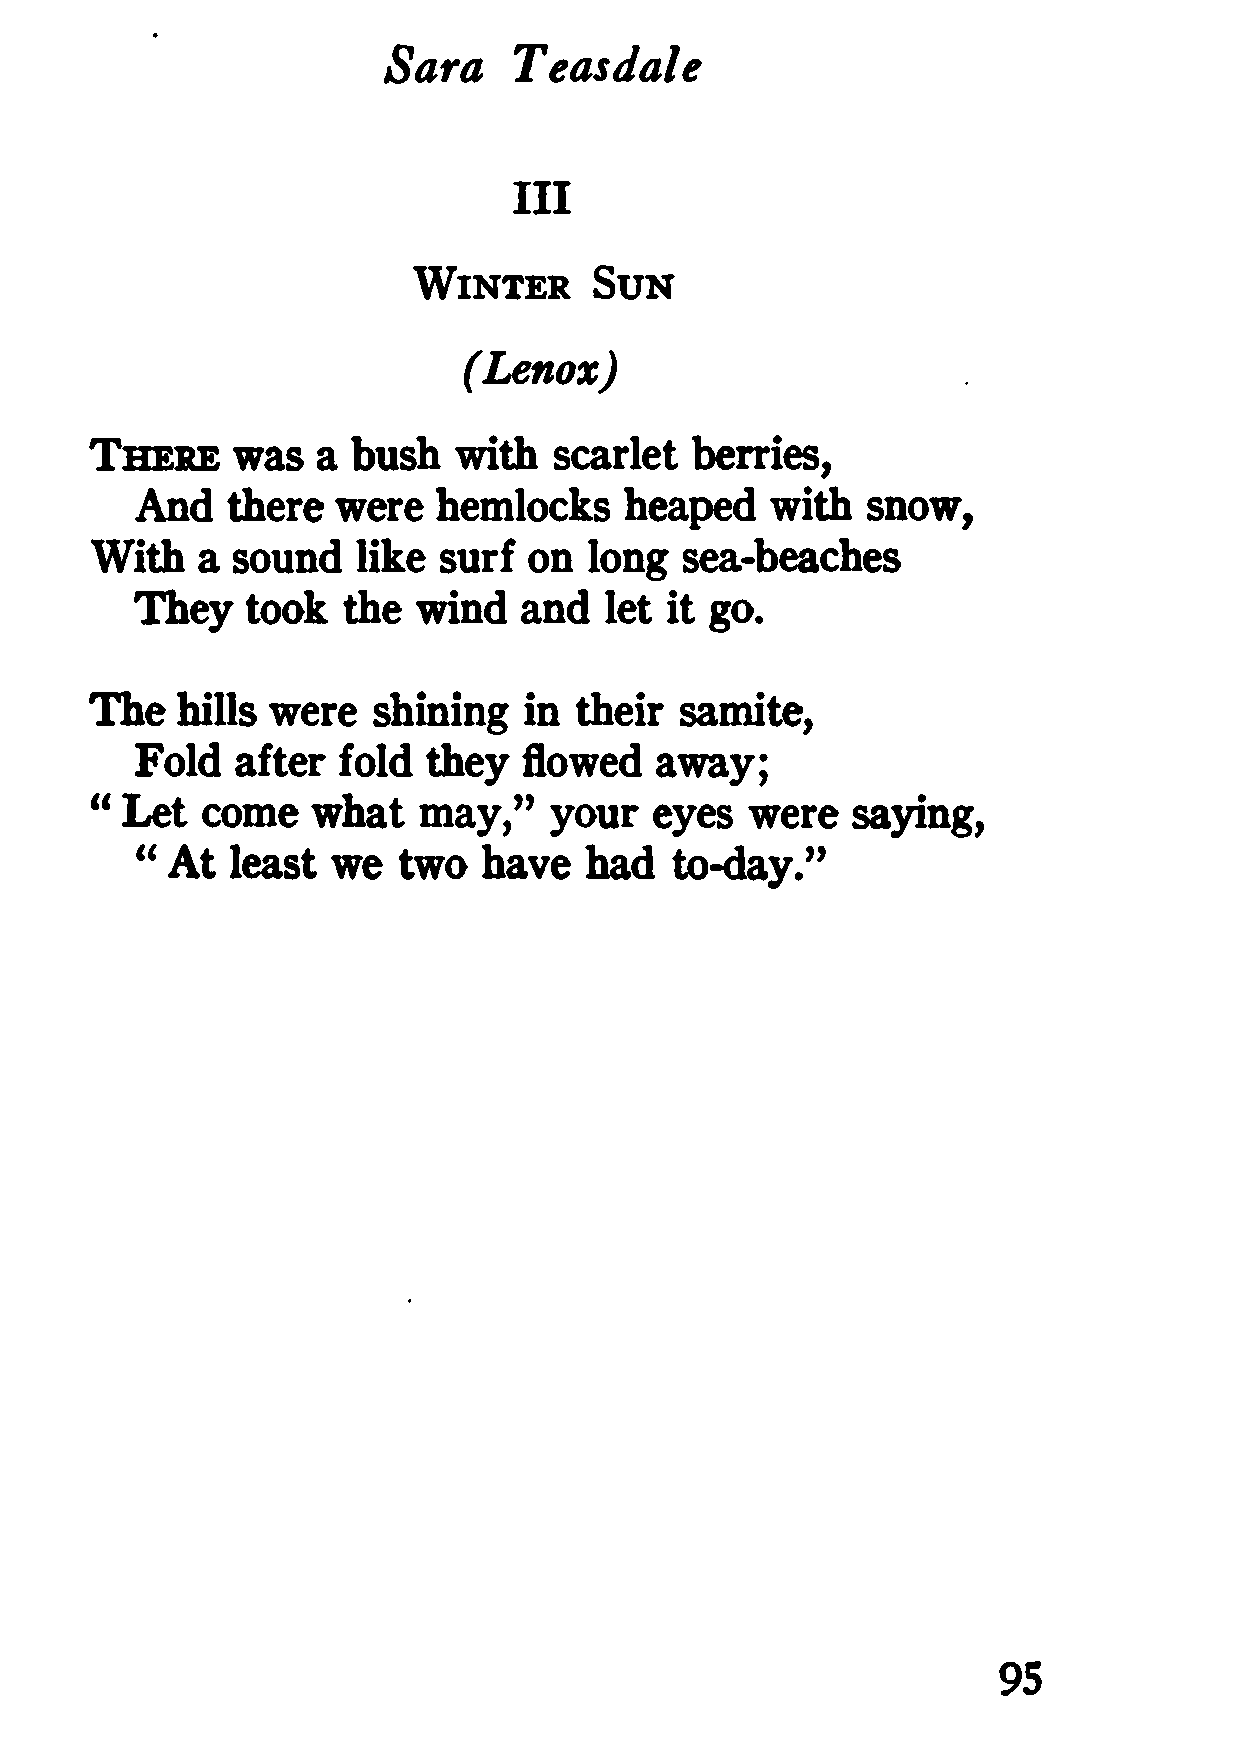 Sara Teasdale
III
Winter Sun
(Lenox)
There was a bush with scarlet berries,
And there were hemlocks heaped with snow,
With a sound like surf on long sea-beaches
They took the wind and let it go.
The hills were shining in their samite,
Fold after fold they flowed away;
“ Let come what may,” your eyes were saying,
“ At least we two have had to-day.”
95